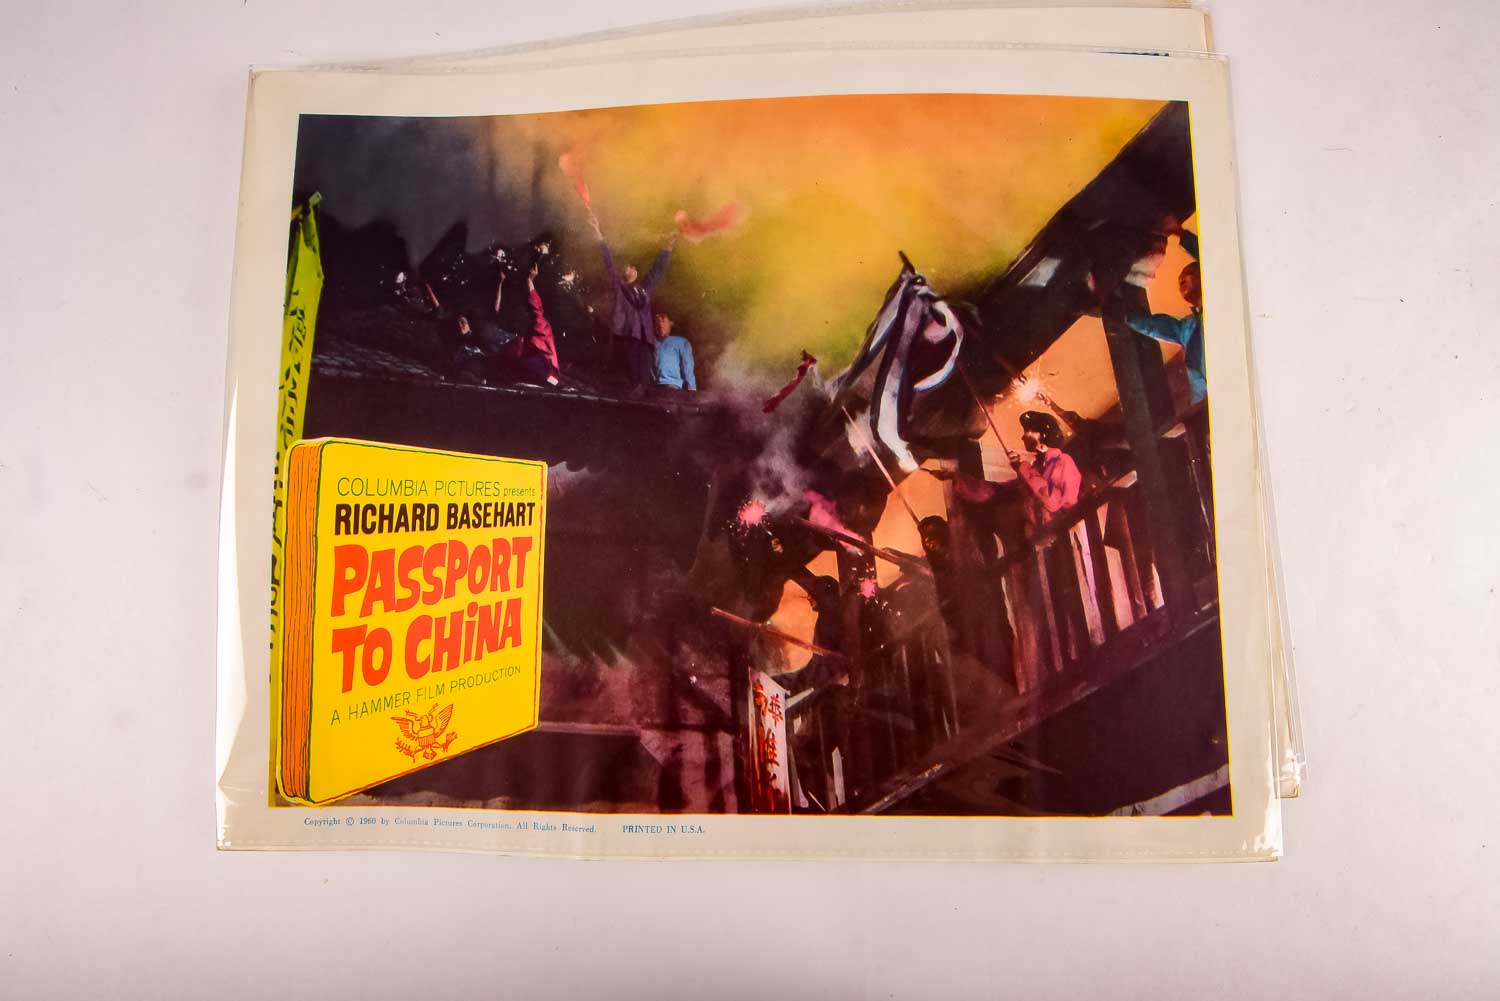 COLUMBIA PICTURES presents
RICHARD BASEHART
PASSPORT
TO CHiNA
A HAMMER FILM PRODUCTION
Copyright © 1960 by Columbia Pictures Corporation. All Rights Reserved. PRINTED IN U.S.A.